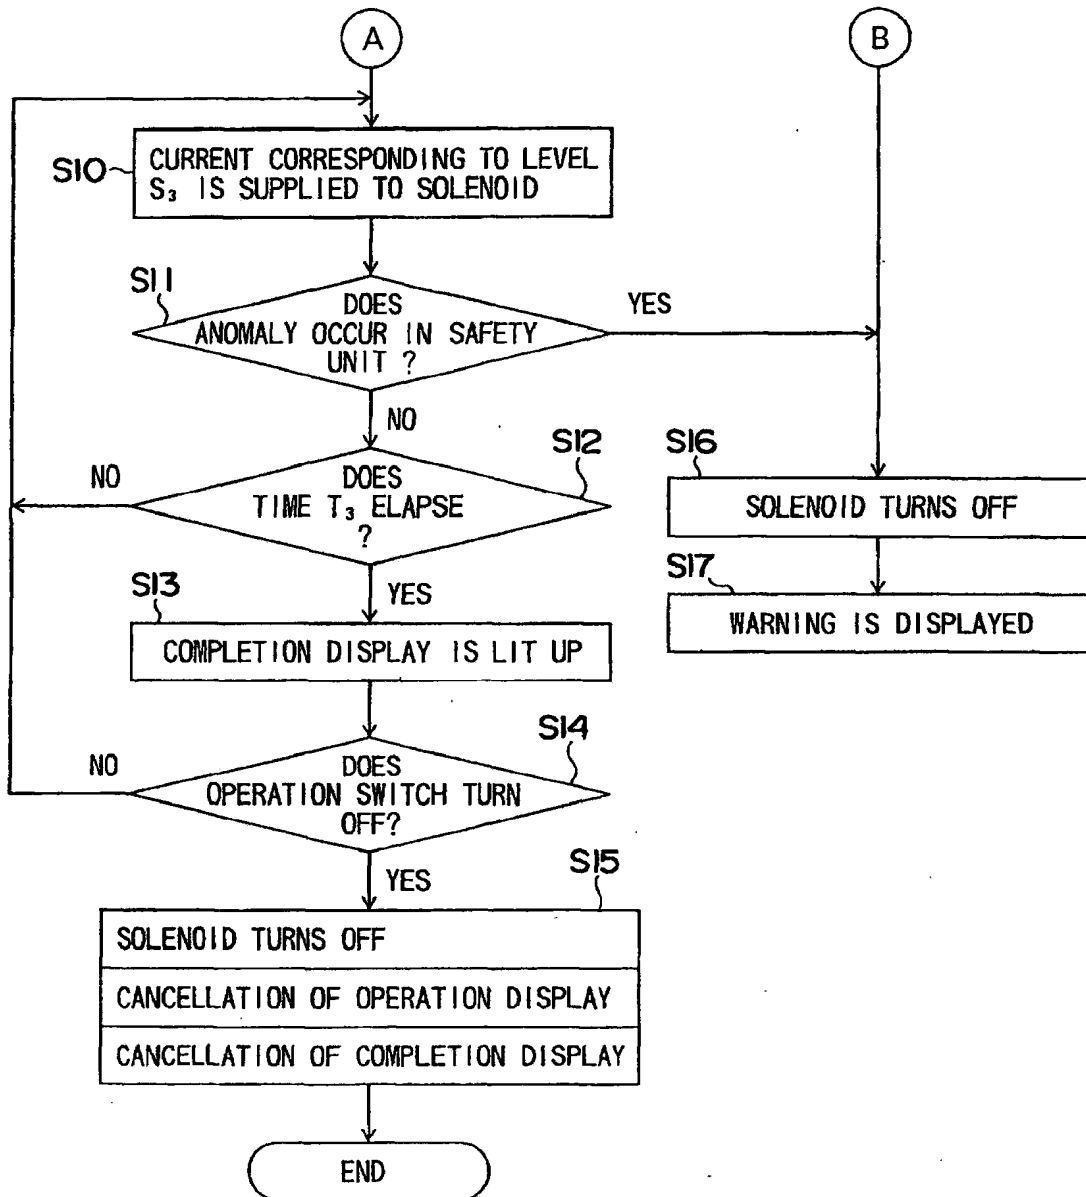 A
B
S10
CURRENT CORRESPONDING TO LEVEL
S₃ IS SUPPLIED TO SOLENOID
S11
DOES
ANOMALY OCCUR IN SAFETY
UNIT ?
YES
NO
S12
DOES
TIME T₃ ELAPSE
?
NO
YES
S13
COMPLETION DISPLAY IS LIT UP
S14
DOES
OPERATION SWITCH TURN
OFF?
NO
YES
S15
SOLENOID TURNS OFF
CANCELLATION OF OPERATION DISPLAY
CANCELLATION OF COMPLETION DISPLAY
END
S16
SOLENOID TURNS OFF
S17
WARNING IS DISPLAYED